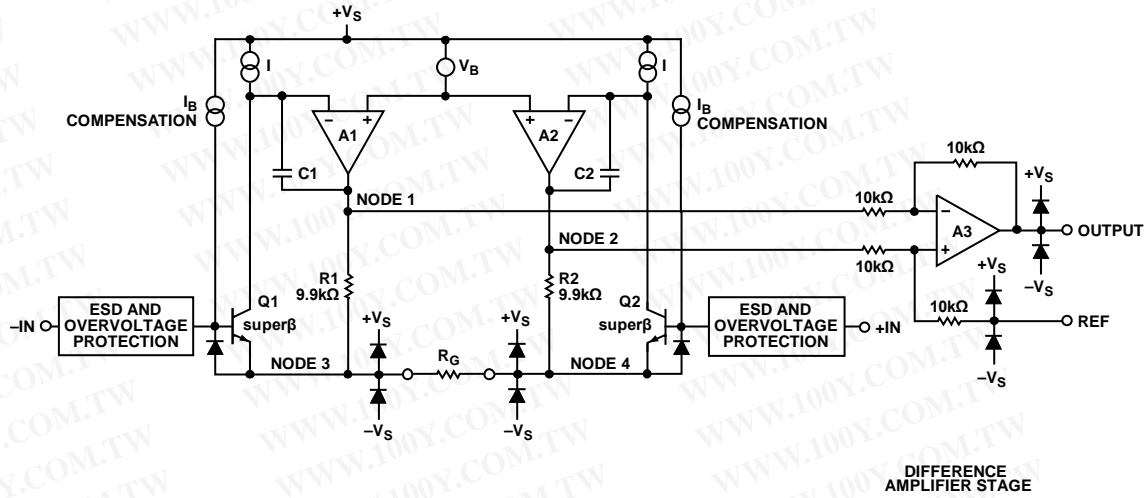 +VS
I
VB
I
IB
COMPENSATION
IB
COMPENSATION
− +
A1
+ −
A2
C1
C2
NODE 1
NODE 2
10kΩ
10kΩ
10kΩ
−
+
A3
+VS
−VS
OUTPUT
R1
9.9kΩ
R2
9.9kΩ
Q1
superβ
Q2
superβ
−IN
ESD AND
OVERVOLTAGE
PROTECTION
ESD AND
OVERVOLTAGE
PROTECTION
+IN
10kΩ
+VS
−VS
REF
NODE 3
NODE 4
+VS
−VS
RG
+VS
−VS
DIFFERENCE
AMPLIFIER STAGE
WWW.100Y.COM.TW